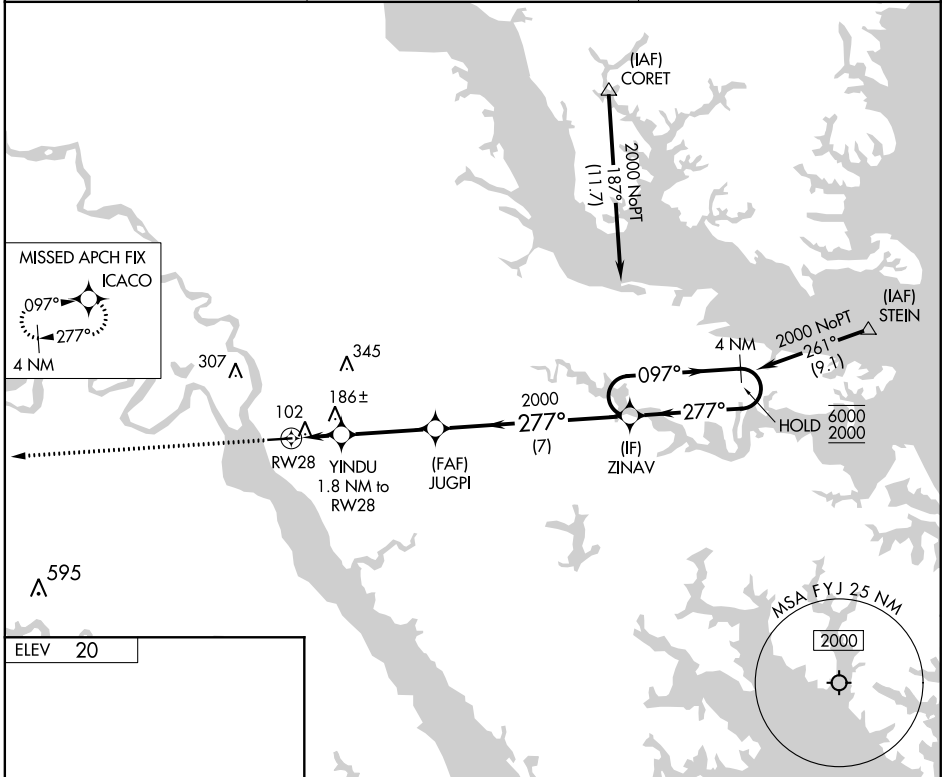 (IAF)
CORET
2000 NoPT
187°
(11.7)
MISSED APCH FIX
ICACO
097°
277°
4 NM
(IAF)
STEIN
2000 NoPT
261°
(9.1)
4 NM
307
345
097°
186±
2000
277°
(7)
277°
HOLD
6000
2000
102
RW28
YINDU
1.8 NM to
RW28
(FAF)
JUGPI
(IF)
ZINAV
595
MSA FYJ 25 NM
2000
ELEV 20